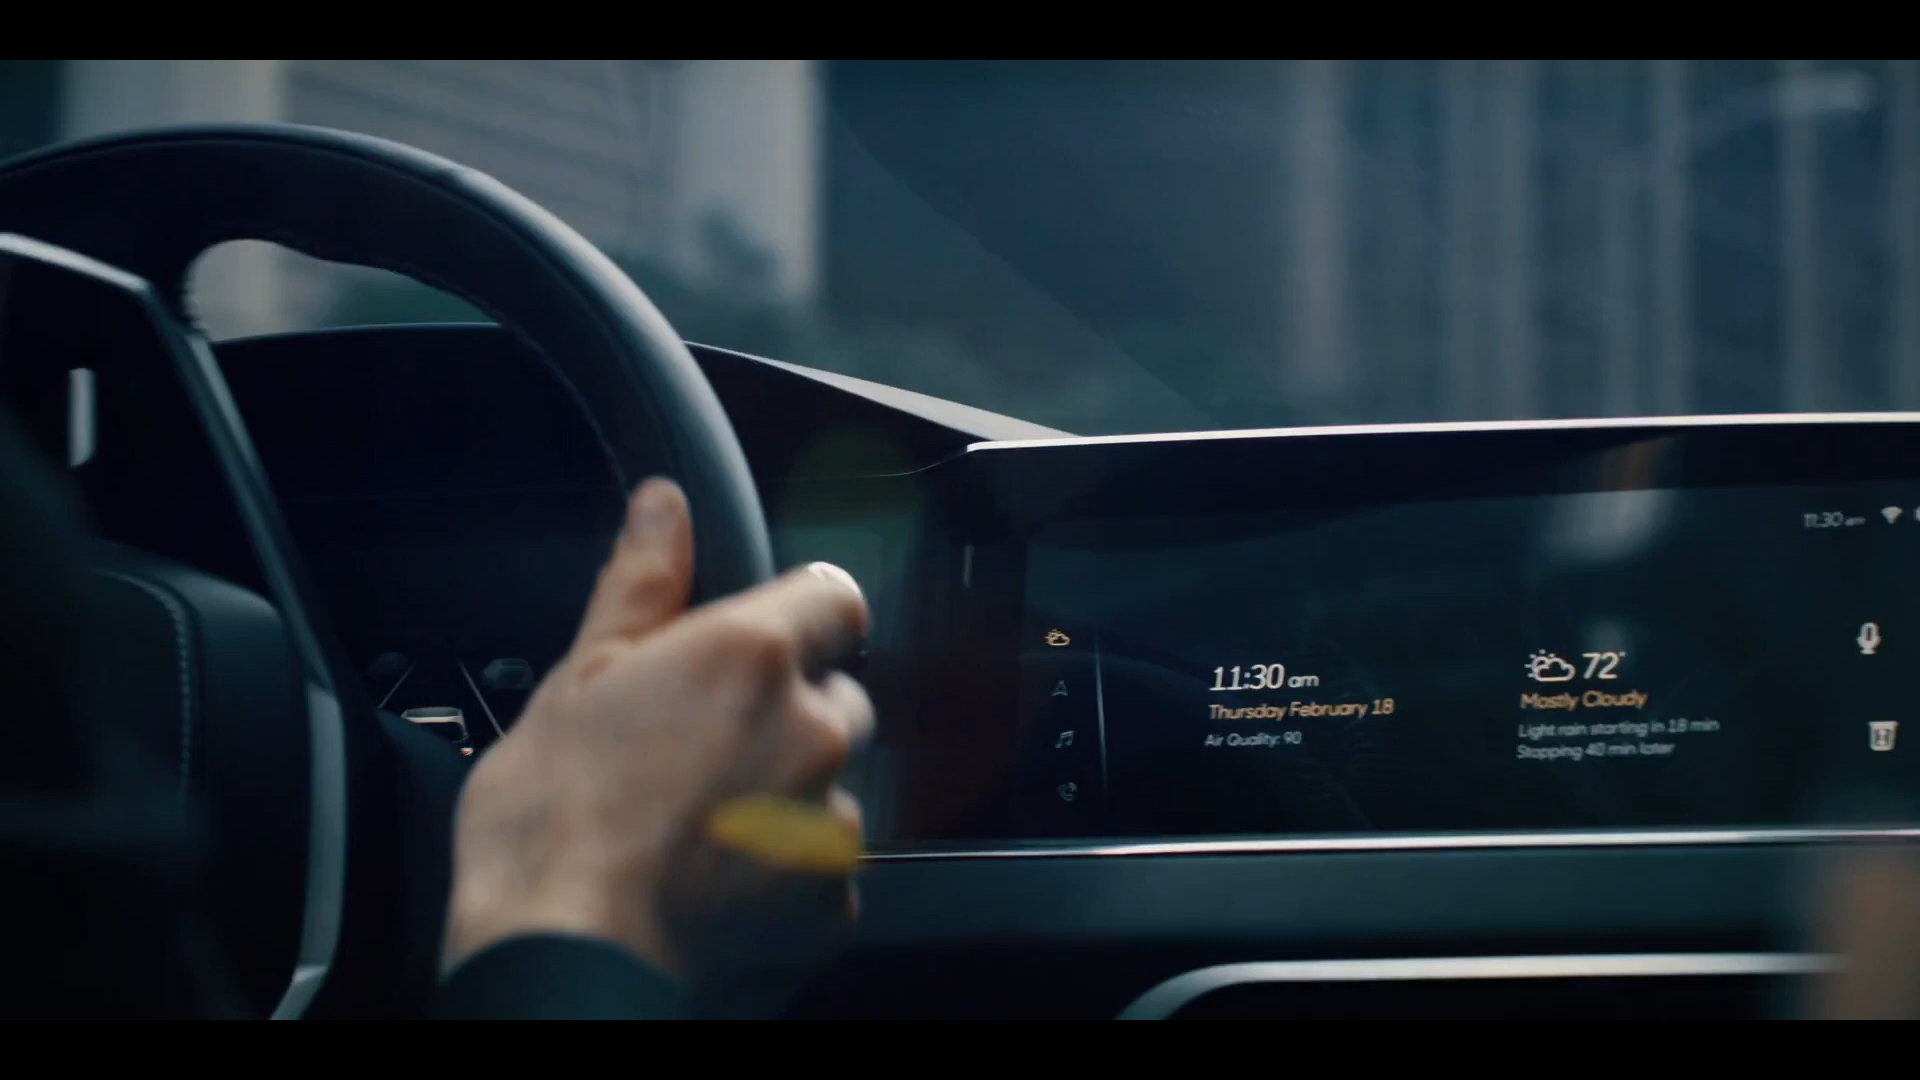 11:30 am
11:30 am
Thursday February 18
Air Quality: 90
72°
Mostly Cloudy
Light rain starting in 18 min
Stopping 40 min later